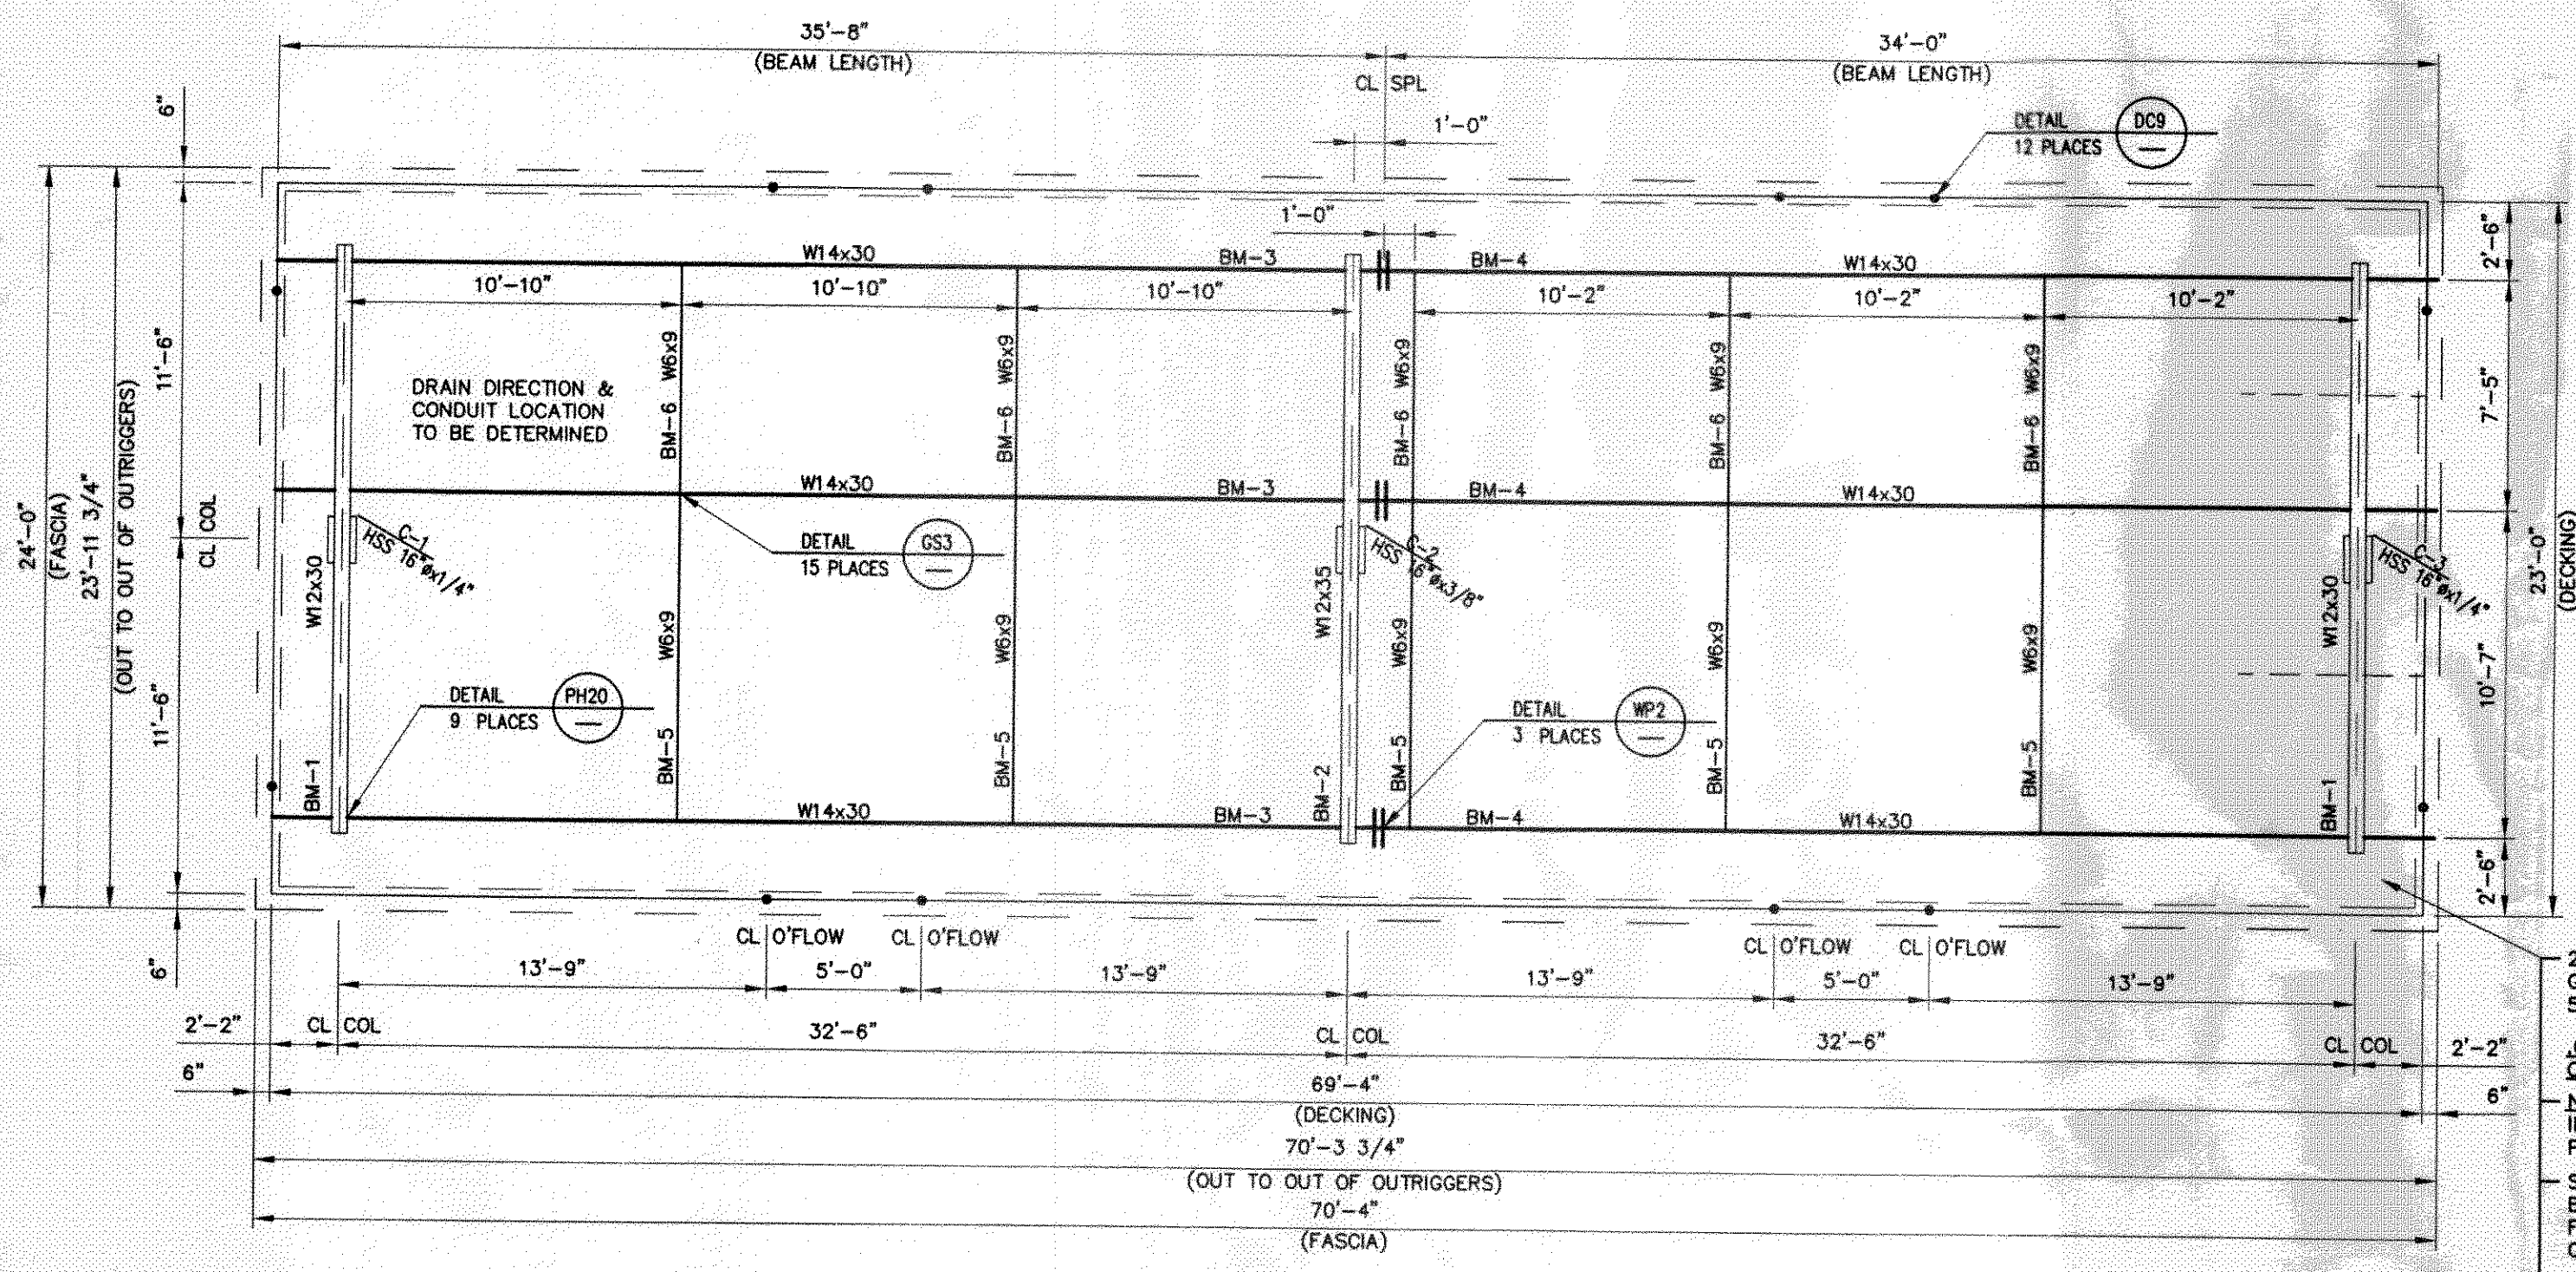 35'-8"
(BEAM LENGTH)
34'-0"
(BEAM LENGTH)
CL SPL
1'-0"
DETAIL
12 PLACES
DC9
6"
1'-0"
2'-6"
W14x30
BM-3
BM-4
W14x30
10'-10"
10'-10"
10'-10"
10'-2"
10'-2"
10'-2"
11'-6"
DRAIN DIRECTION &
CONDUIT LOCATION
TO BE DETERMINED
BM-6 W6x9
BM-6 W6x9
BM-6 W6x9
BM-6 W6x9
BM-6 W6x9
7'-5"
24'-0"
(FASCIA)
23'-11 3/4"
(OUT TO OUT OF OUTRIGGERS)
CL COL
W14x30
BM-3
BM-4
W14x30
C-1
HSS 16"øx1/4"
DETAIL
15 PLACES
GS3
C-2
HSS 16"øx3/8"
C-3
HSS 16"øx1/4"
23'-0"
(DECKING)
W12x30
W12x35
W12x30
11'-6"
DETAIL
9 PLACES
PH20
DETAIL
3 PLACES
WP2
10'-7"
BM-1
BM-5 W6x9
BM-5 W6x9
BM-2
BM-5 W6x9
BM-5 W6x9
BM-5 W6x9
BM-1
W14x30
BM-3
BM-4
W14x30
2'-6"
6"
CL O'FLOW
CL O'FLOW
CL O'FLOW
CL O'FLOW
13'-9"
5'-0"
13'-9"
13'-9"
5'-0"
13'-9"
2'-2"
CL COL
32'-6"
CL COL
32'-6"
CL COL
2'-2"
6"
69'-4"
(DECKING)
6"
70'-3 3/4"
(OUT TO OUT OF OUTRIGGERS)
70'-4"
(FASCIA)